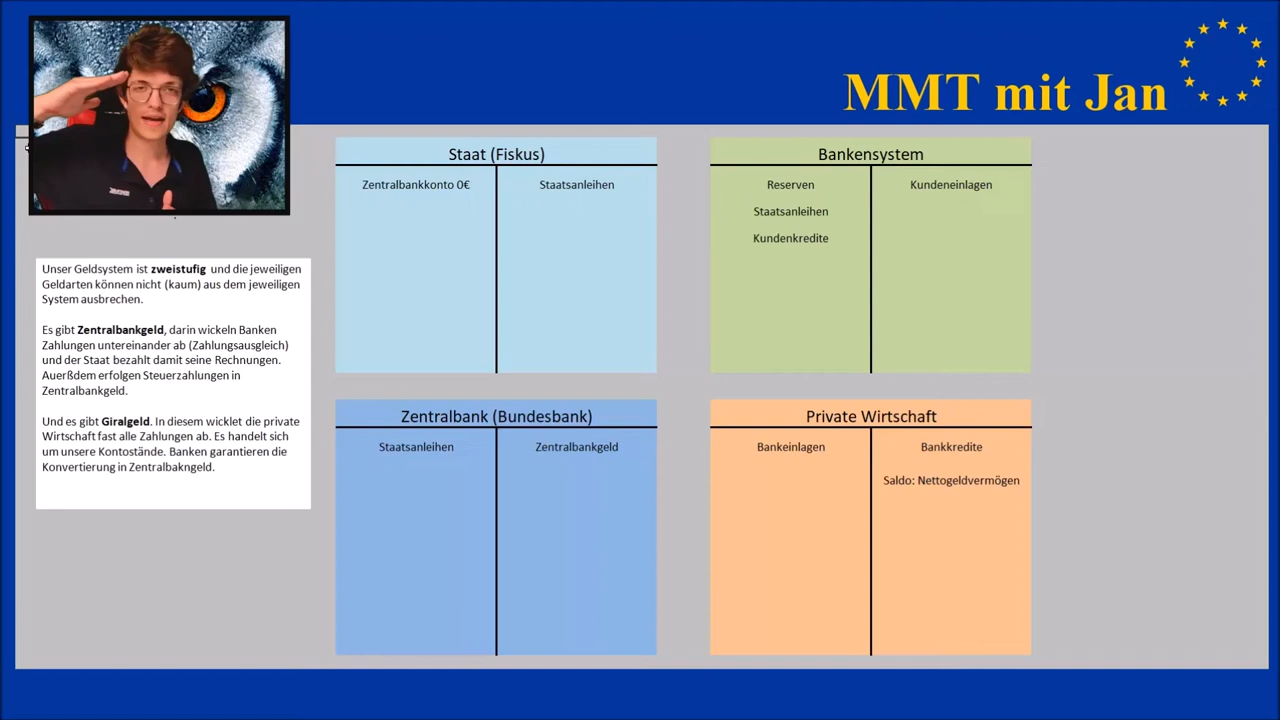 MMT mit Jan
Unser Geldsystem ist zweistufig und die jeweiligen
Geldarten können nicht (kaum) aus dem jeweiligen
System ausbrechen.
Es gibt Zentralbankgeld, darin wickeln Banken
Zahlungen untereinander ab (Zahlungsausgleich)
und der Staat bezahlt damit seine Rechnungen.
Auerßdem erfolgen Steuerzahlungen in
Zentralbankgeld.
Und es gibt Giralgeld. In diesem wicklet die private
Wirtschaft fast alle Zahlungen ab. Es handelt sich
um unsere Kontostände. Banken garantieren die
Konvertierung in Zentralbakngeld.
Staat (Fiskus)
Zentralbankkonto 0€
Staatsanleihen
Bankensystem
Reserven
Staatsanleihen
Kundenkredite
Kundeneinlagen
Zentralbank (Bundesbank)
Staatsanleihen
Zentralbankgeld
Private Wirtschaft
Bankeinlagen
Bankkredite
Saldo: Nettogeldvermögen